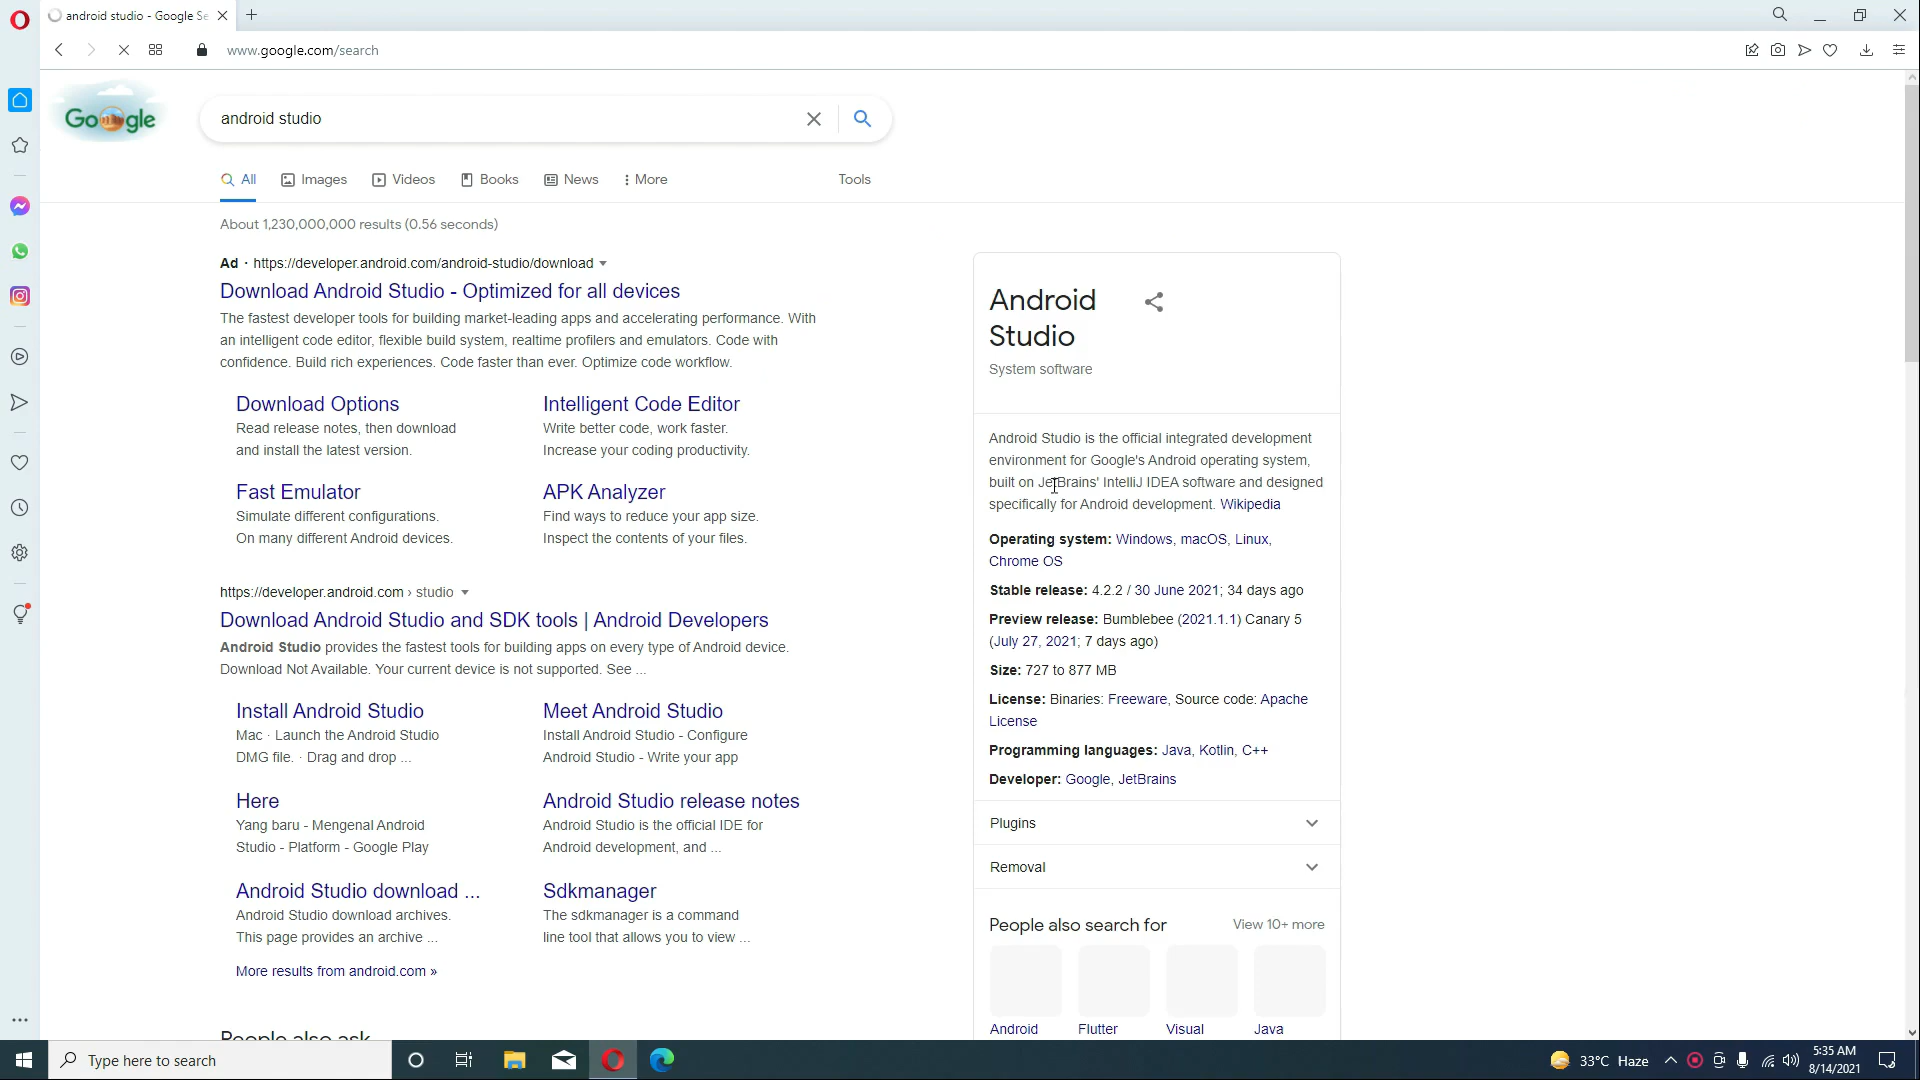 android studio - Google Se
www.google.com/search
Google
android studio
All
Images
Videos
Books
News
More
Tools
About 1,230,000,000 results (0.56 seconds)
Ad · https://developer.android.com/android-studio/download
Download Android Studio - Optimized for all devices
The fastest developer tools for building market-leading apps and accelerating performance. With
an intelligent code editor, flexible build system, realtime profilers and emulators. Code with
confidence. Build rich experiences. Code faster than ever. Optimize code workflow.
Download Options
Read release notes, then download
and install the latest version.
Intelligent Code Editor
Write better code, work faster.
Increase your coding productivity.
Fast Emulator
Simulate different configurations.
On many different Android devices.
APK Analyzer
Find ways to reduce your app size.
Inspect the contents of your files.
https://developer.android.com › studio
Download Android Studio and SDK tools | Android Developers
Android Studio provides the fastest tools for building apps on every type of Android device.
Download Not Available. Your current device is not supported. See ...
Install Android Studio
Mac · Launch the Android Studio
DMG file. · Drag and drop ...
Meet Android Studio
Install Android Studio - Configure
Android Studio - Write your app
Here
Yang baru - Mengenal Android
Studio - Platform - Google Play
Android Studio release notes
Android Studio is the official IDE for
Android development, and ...
Android Studio download ...
Android Studio download archives.
This page provides an archive ...
Sdkmanager
The sdkmanager is a command
line tool that allows you to view ...
More results from android.com »
People also ask
Android
Studio
System software
Android Studio is the official integrated development
environment for Google's Android operating system,
built on JetBrains' IntelliJ IDEA software and designed
specifically for Android development. Wikipedia
Operating system: Windows, macOS, Linux,
Chrome OS
Stable release: 4.2.2 / 30 June 2021; 34 days ago
Preview release: Bumblebee (2021.1.1) Canary 5
(July 27, 2021; 7 days ago)
Size: 727 to 877 MB
License: Binaries: Freeware, Source code: Apache
License
Programming languages: Java, Kotlin, C++
Developer: Google, JetBrains
Plugins
Removal
People also search for
View 10+ more
Android
Flutter
Visual
Java
Type here to search
33°C Haze
5:35 AM
8/14/2021